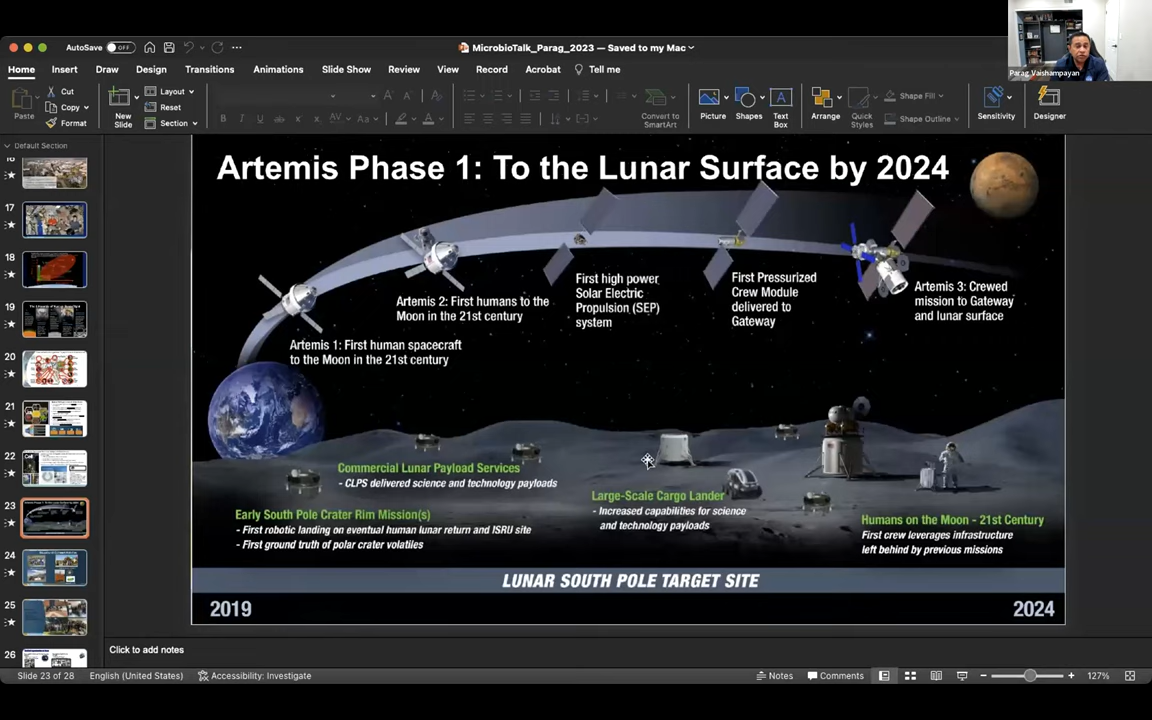 AutoSave OFF
MicrobioTalk_Parag_2023 — Saved to my Mac
Parag Vaishampayan
Home Insert Draw Design Transitions Animations Slide Show Review View Record Acrobat Tell me
Paste
Cut
Copy
Format
New
Slide
Layout
Reset
Section
Convert to
SmartArt
Picture
Shapes
Text
Box
Arrange
Quick
Styles
Shape Fill
Shape Outline
Sensitivity
Designer
Default Section
16
17
18
19
20
21
22
23
24
25
26
Artemis Phase 1: To the Lunar Surface by 2024
Artemis 1: First human spacecraft
to the Moon in the 21st century
Artemis 2: First humans to the
Moon in the 21st century
First high power
Solar Electric
Propulsion (SEP)
system
First Pressurized
Crew Module
delivered to
Gateway
Artemis 3: Crewed
mission to Gateway
and lunar surface
Commercial Lunar Payload Services
- CLPS delivered science and technology payloads
Early South Pole Crater Rim Mission(s)
- First robotic landing on eventual human lunar return and ISRU site
- First ground truth of polar crater volatiles
Large-Scale Cargo Lander
- Increased capabilities for science
and technology payloads
Humans on the Moon - 21st Century
First crew leverages infrastructure
left behind by previous missions
LUNAR SOUTH POLE TARGET SITE
2019
2024
Click to add notes
Slide 23 of 28 English (United States) Accessibility: Investigate Notes Comments 127%